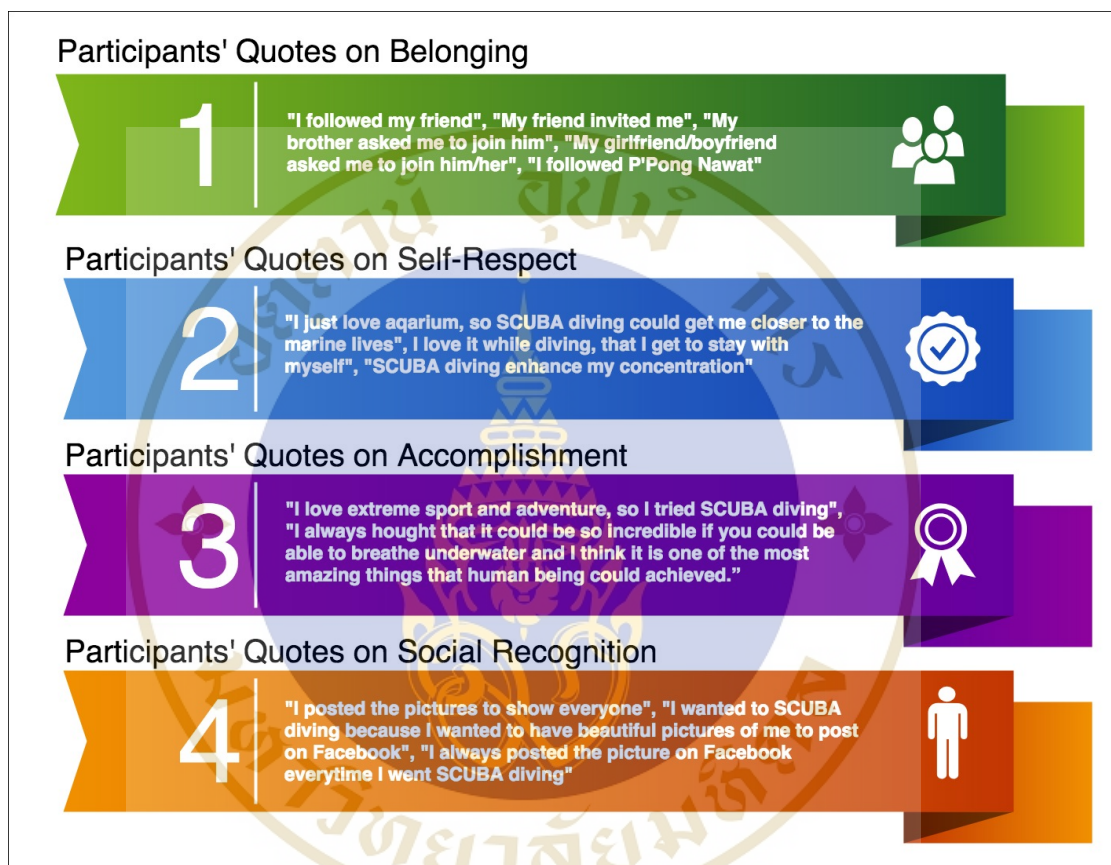 Participants' Quotes on Belonging
1
"I followed my friend", "My friend invited me", "My
brother asked me to join him", "My girlfriend/boyfriend
asked me to join him/her", "I followed P'Pong Nawat"
Participants' Quotes on Self-Respect
2
"I just love aqarium, so SCUBA diving could get me closer to the
marine lives", I love it while diving, that I get to stay with
myself", "SCUBA diving enhance my concentration"
Participants' Quotes on Accomplishment
3
"I love extreme sport and adventure, so I tried SCUBA diving",
"I always hought that it could be so incredible if you could be
able to breathe underwater and I think it is one of the most
amazing things that human being could achieved.”
Participants' Quotes on Social Recognition
4
"I posted the pictures to show everyone", "I wanted to SCUBA
diving because I wanted to have beautiful pictures of me to post
on Facebook", "I always posted the picture on Facebook
everytime I went SCUBA diving"